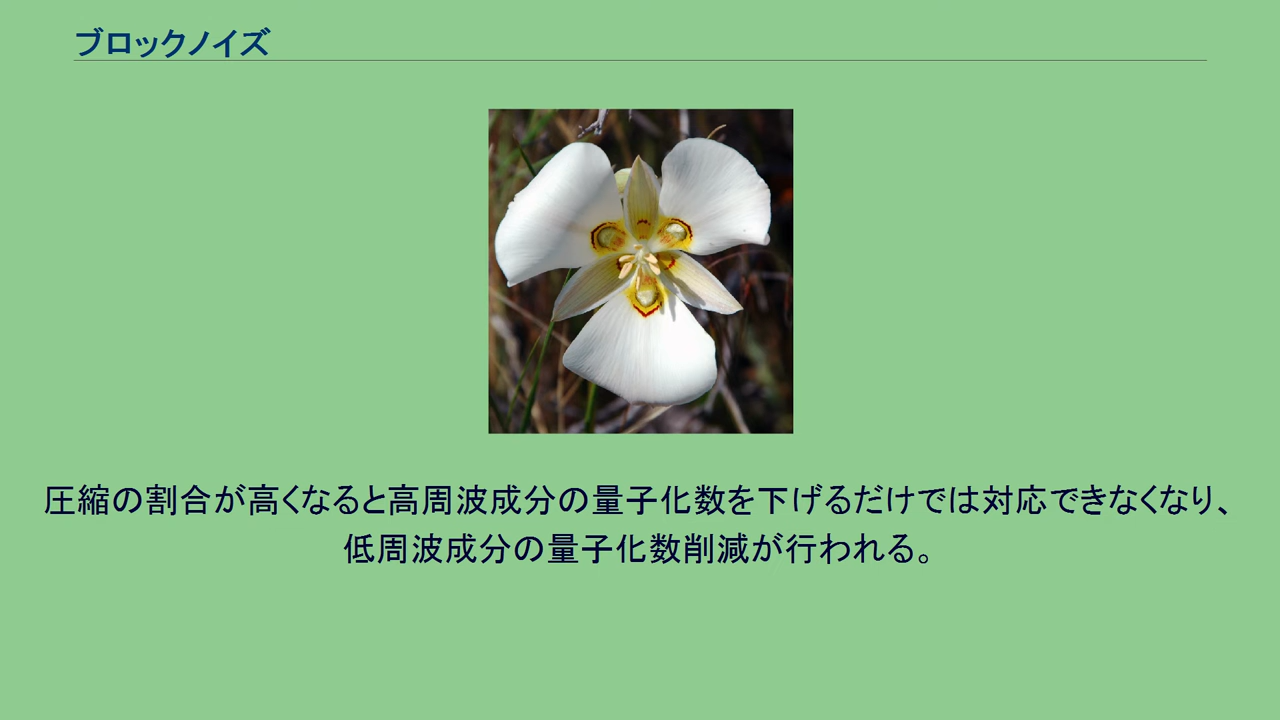 ブロックノイズ
圧縮の割合が高くなると高周波成分の量子化数を下げるだけでは対応できなくなり、
低周波成分の量子化数削減が行われる。